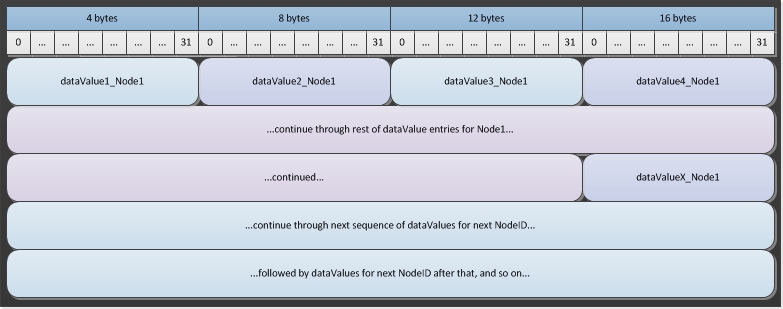 4 bytes 8 bytes 12 bytes 16 bytes
0 ... ... ... ... ... 31 0 ... ... ... ... ... 31 0 ... ... ... ... ... 31 0 ... ... ... ... ... 31
dataValue1_Node1 dataValue2_Node1 dataValue3_Node1 dataValue4_Node1
...continue through rest of dataValue entries for Node1...
...continued... dataValueX_Node1
...continue through next sequence of dataValues for next NodeID...
...followed by dataValues for next NodeID after that, and so on...